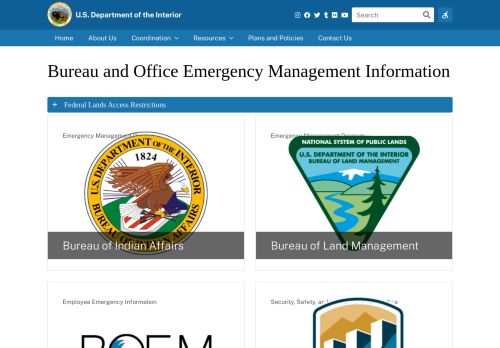 U.S. Department of the Interior
Search
Home About Us Coordination Resources Plans and Policies Contact Us
Bureau and Office Emergency Management Information
+ Federal Lands Access Restrictions
Emergency Management
U.S. DEPARTMENT OF THE INTERIOR
1824
BUREAU OF INDIAN AFFAIRS
Bureau of Indian Affairs
Emergency Management
NATIONAL SYSTEM OF PUBLIC LANDS
U.S. DEPARTMENT OF THE INTERIOR
BUREAU OF LAND MANAGEMENT
Bureau of Land Management
Employee Emergency Information
BOEM
Security, Safety, and